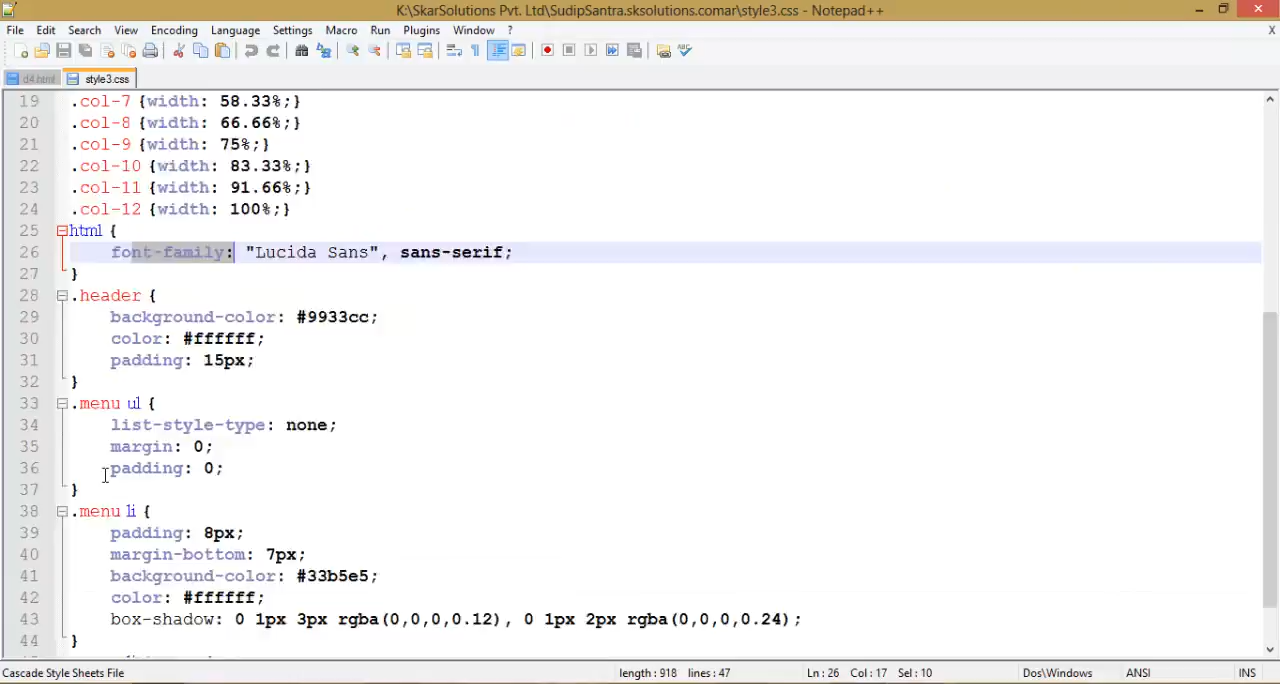 K:\SkarSolutions Pvt. Ltd\SudipSantra.sksolutions.comar\style3.css - Notepad++
File Edit Search View Encoding Language Settings Macro Run Plugins Window ? X
d4.html style3.css
19 .col-7 {width: 58.33%;}
20 .col-8 {width: 66.66%;}
21 .col-9 {width: 75%;}
22 .col-10 {width: 83.33%;}
23 .col-11 {width: 91.66%;}
24 .col-12 {width: 100%;}
25 html {
26 font-family: "Lucida Sans", sans-serif;
27 }
28 .header {
29 background-color: #9933cc;
30 color: #ffffff;
31 padding: 15px;
32 }
33 .menu ul {
34 list-style-type: none;
35 margin: 0;
36 padding: 0;
37 }
38 .menu li {
39 padding: 8px;
40 margin-bottom: 7px;
41 background-color: #33b5e5;
42 color: #ffffff;
43 box-shadow: 0 1px 3px rgba(0,0,0,0.12), 0 1px 2px rgba(0,0,0,0.24);
44 }
Cascade Style Sheets File length : 918 lines : 47 Ln : 26 Col : 17 Sel : 10 Dos\Windows ANSI INS